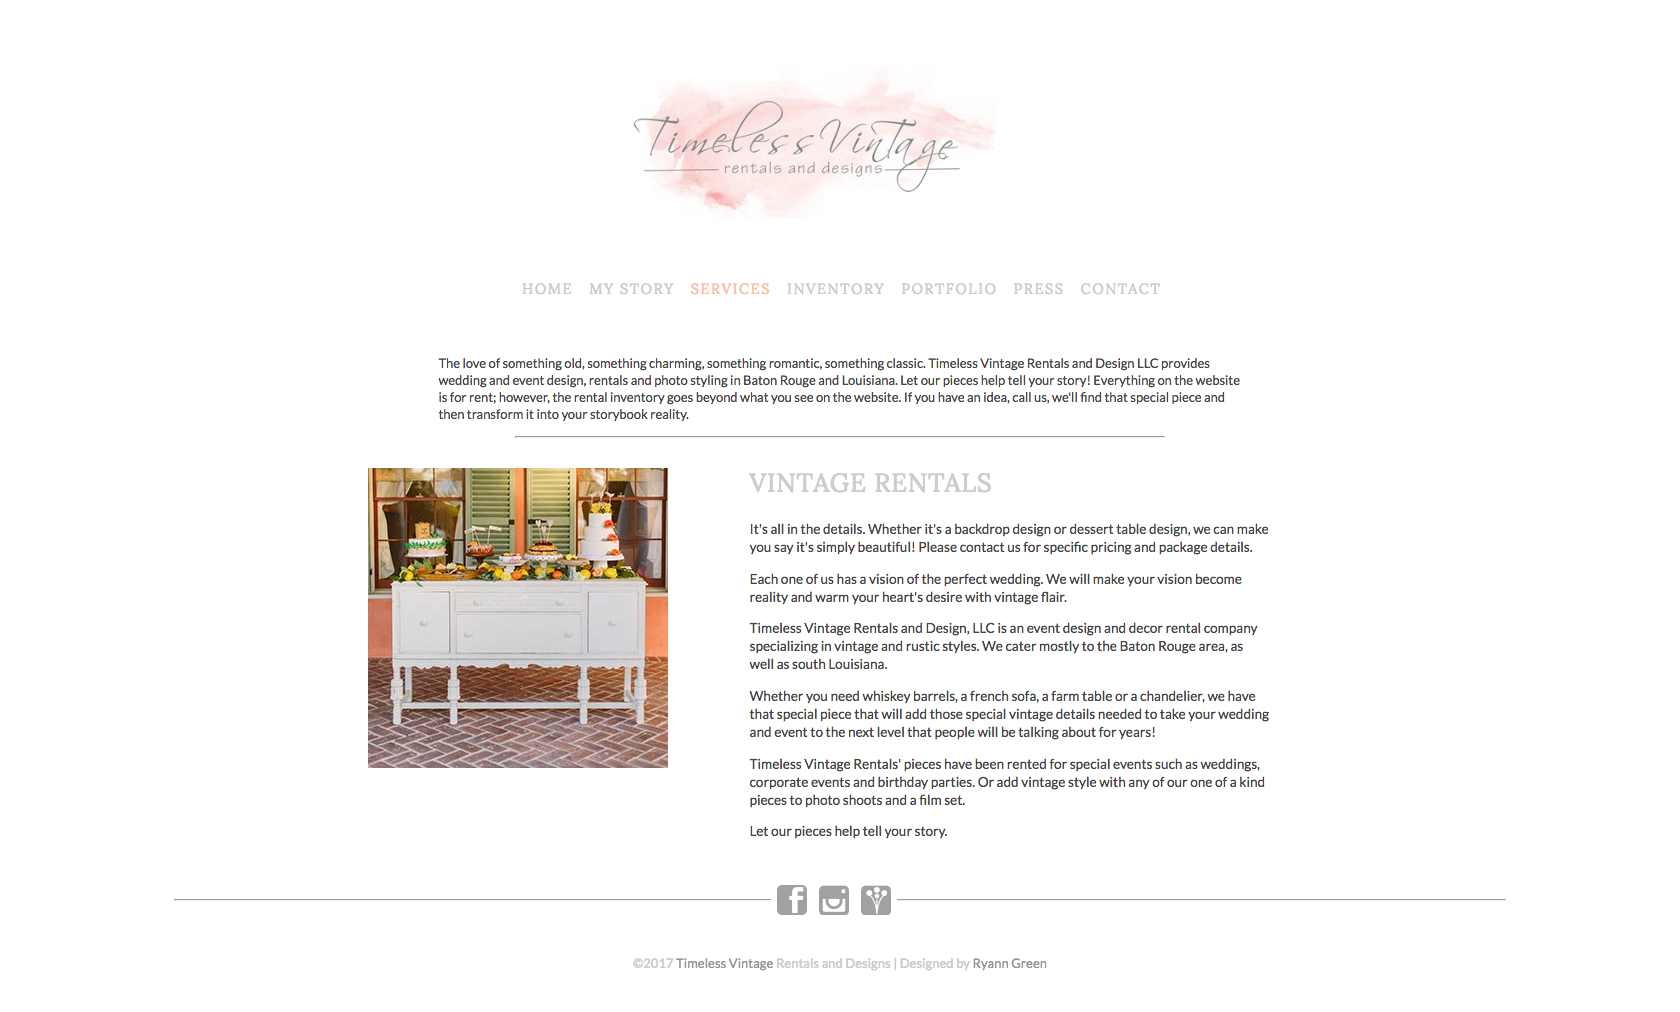 Timeless Vintage
rentals and designs
HOME MY STORY SERVICES INVENTORY PORTFOLIO PRESS CONTACT
The love of something old, something charming, something romantic, something classic. Timeless Vintage Rentals and Design LLC provides
wedding and event design, rentals and photo styling in Baton Rouge and Louisiana. Let our pieces help tell your story! Everything on the website
is for rent; however, the rental inventory goes beyond what you see on the website. If you have an idea, call us, we'll find that special piece and
then transform it into your storybook reality.
VINTAGE RENTALS
It's all in the details. Whether it's a backdrop design or dessert table design, we can make
you say it's simply beautiful! Please contact us for specific pricing and package details.
Each one of us has a vision of the perfect wedding. We will make your vision become
reality and warm your heart's desire with vintage flair.
Timeless Vintage Rentals and Design, LLC is an event design and decor rental company
specializing in vintage and rustic styles. We cater mostly to the Baton Rouge area, as
well as south Louisiana.
Whether you need whiskey barrels, a french sofa, a farm table or a chandelier, we have
that special piece that will add those special vintage details needed to take your wedding
and event to the next level that people will be talking about for years!
Timeless Vintage Rentals' pieces have been rented for special events such as weddings,
corporate events and birthday parties. Or add vintage style with any of our one of a kind
pieces to photo shoots and a film set.
Let our pieces help tell your story.
©2017 Timeless Vintage Rentals and Designs | Designed by Ryann Green